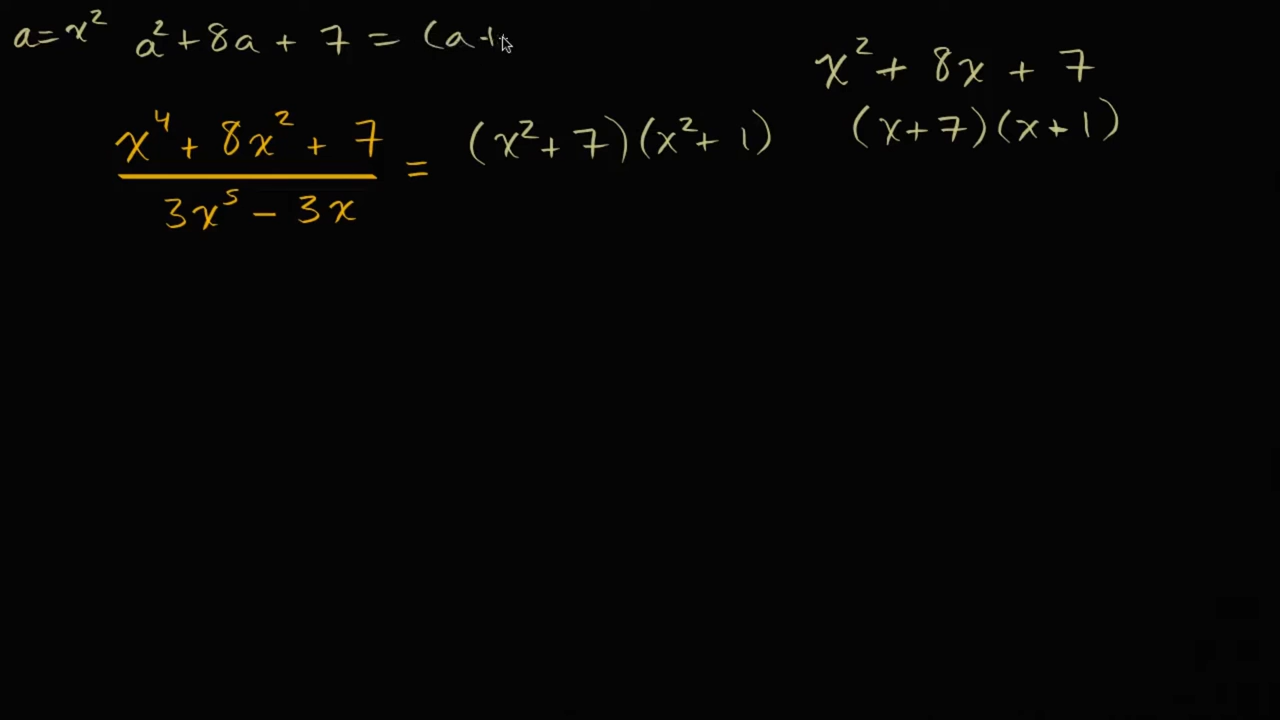 a = x² a² + 8a + 7 = (a +
x² + 8x + 7
x⁴ + 8x² + 7 = (x² + 7)(x² + 1) (x + 7)(x + 1)
3x⁵ − 3x